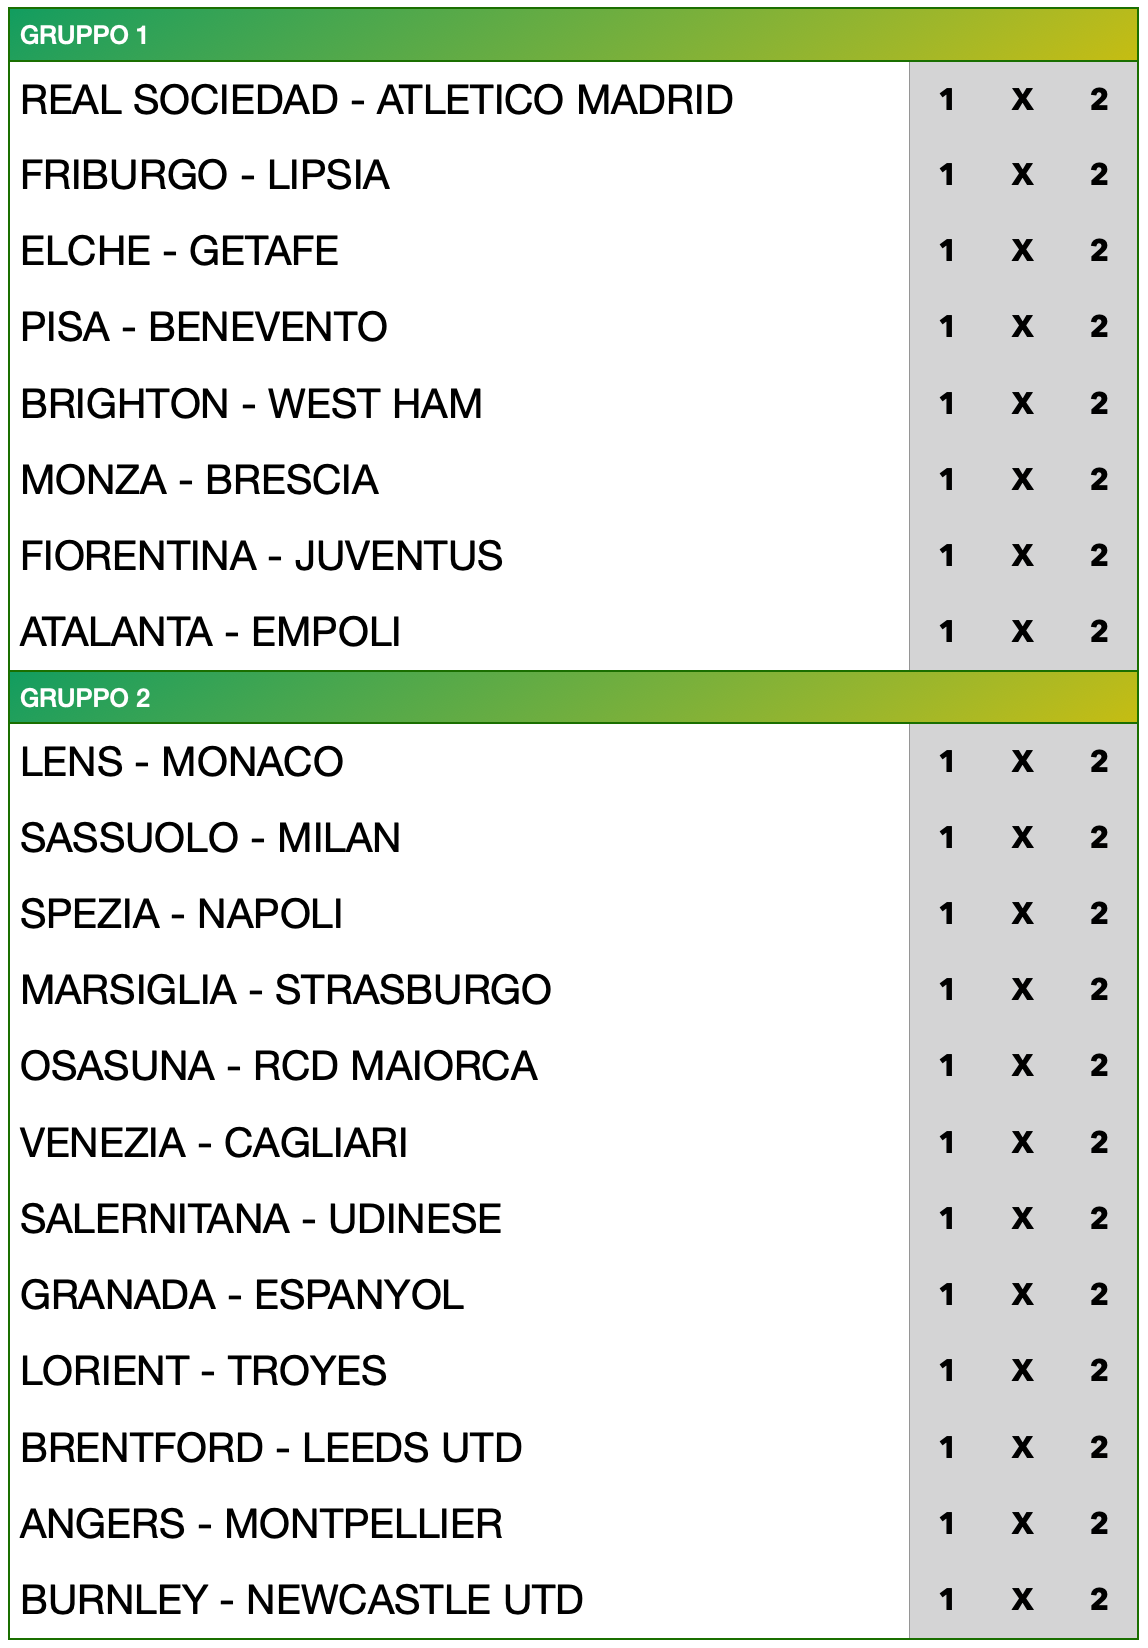 GRUPPO 1
REAL SOCIEDAD - ATLETICO MADRID 1 X 2
FRIBURGO - LIPSIA 1 X 2
ELCHE - GETAFE 1 X 2
PISA - BENEVENTO 1 X 2
BRIGHTON - WEST HAM 1 X 2
MONZA - BRESCIA 1 X 2
FIORENTINA - JUVENTUS 1 X 2
ATALANTA - EMPOLI 1 X 2
GRUPPO 2
LENS - MONACO 1 X 2
SASSUOLO - MILAN 1 X 2
SPEZIA - NAPOLI 1 X 2
MARSIGLIA - STRASBURGO 1 X 2
OSASUNA - RCD MAIORCA 1 X 2
VENEZIA - CAGLIARI 1 X 2
SALERNITANA - UDINESE 1 X 2
GRANADA - ESPANYOL 1 X 2
LORIENT - TROYES 1 X 2
BRENTFORD - LEEDS UTD 1 X 2
ANGERS - MONTPELLIER 1 X 2
BURNLEY - NEWCASTLE UTD 1 X 2